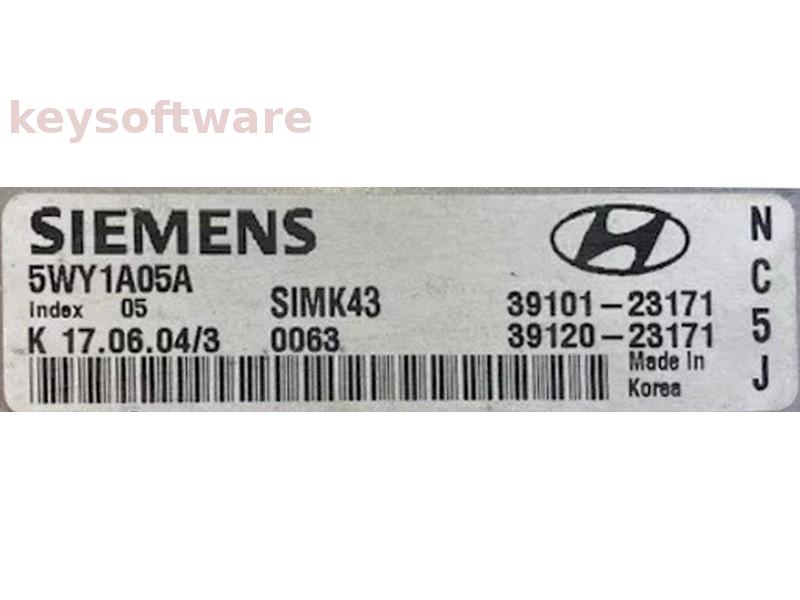 keysoftware
SIEMENS
5WY1A05A
Index 05 SIMK43 39101-23171
K 17.06.04/3 0063 39120-23171
Made In
Korea
N
C
5
J